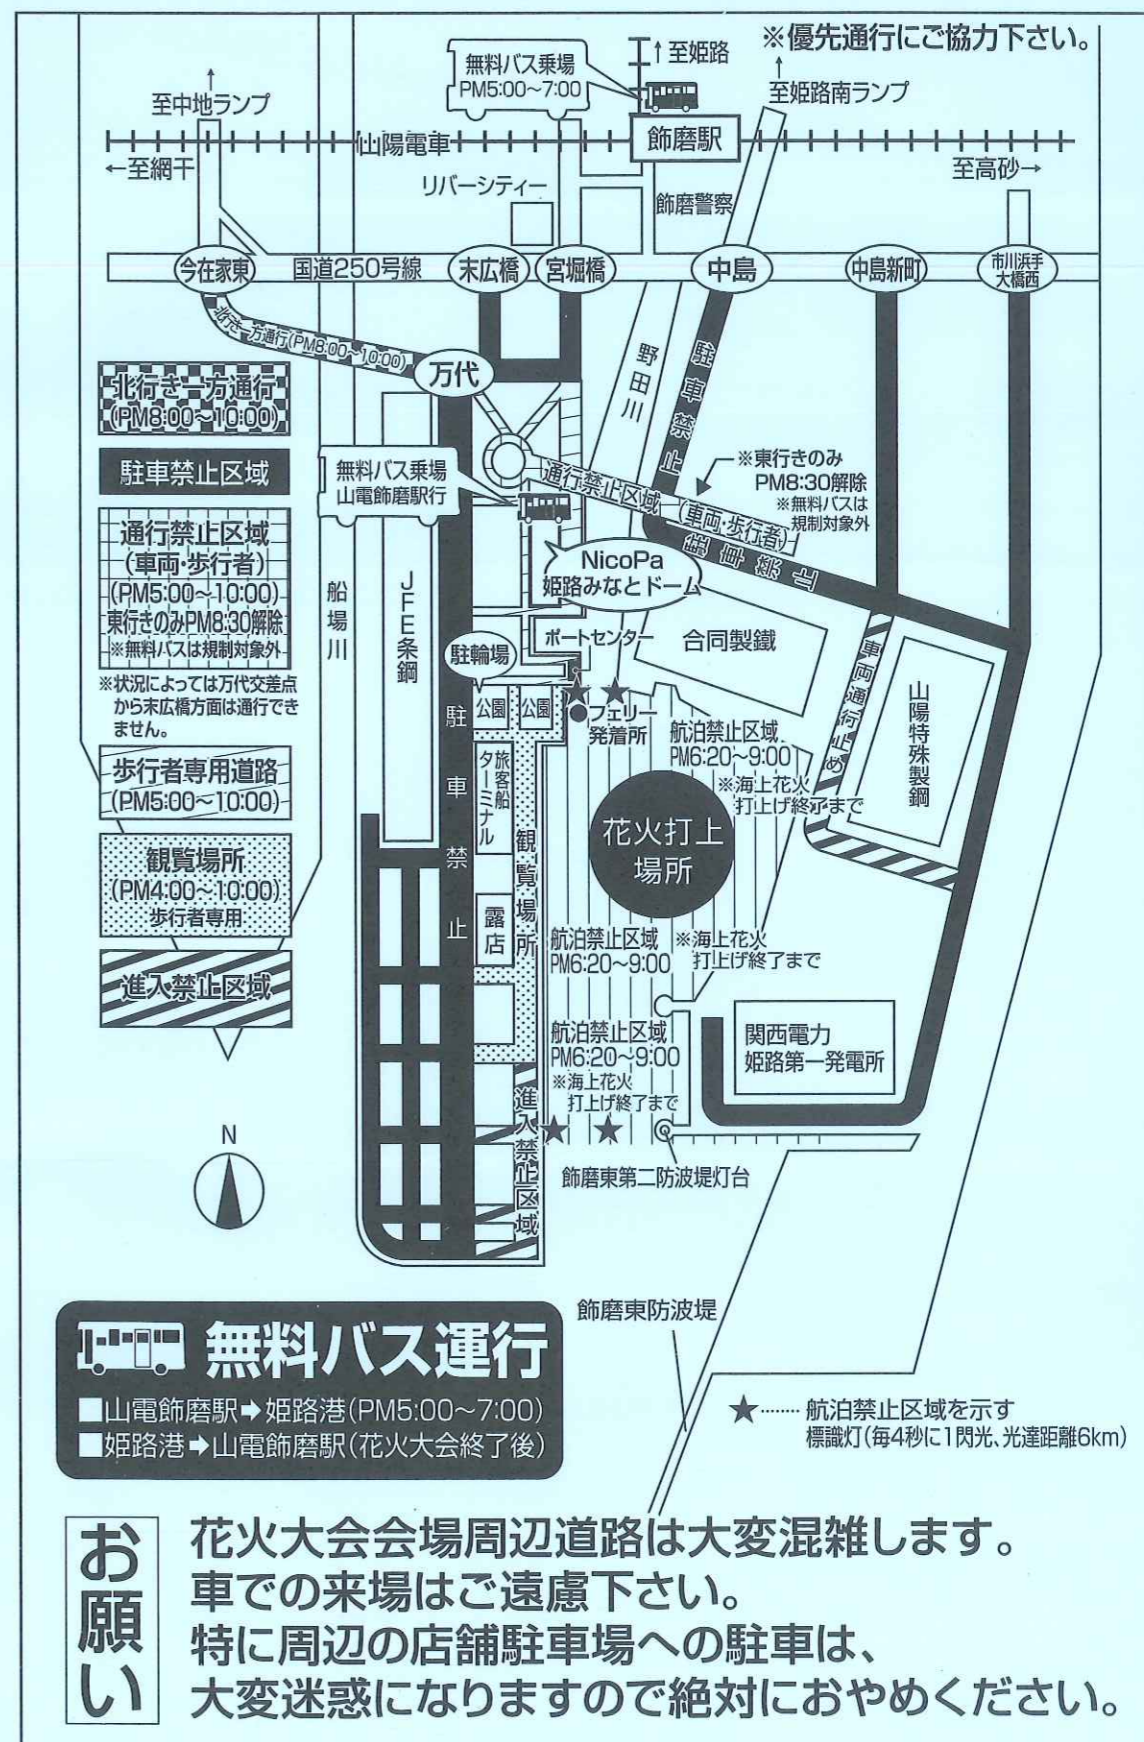 ※優先通行にご協力下さい。
無料バス乗場
PM5:00～7:00
↑至姫路
↑
至中地ランプ
↑
至姫路南ランプ
山陽電車
飾磨駅
←至網干
至高砂→
リバーシティー
飾磨警察
今在家東
国道250号線
末広橋
宮堀橋
中島
中島新町
市川浜手
大橋西
北行き一方通行(PM8:00～10:00)
万代
野田川
駐車禁止
北行き一方通行
(PM8:00～10:00)
駐車禁止区域
通行禁止区域
(車両・歩行者)
(PM5:00～10:00)
東行きのみPM8:30解除
※無料バスは規制対象外
※状況によっては万代交差点
から末広橋方面は通行でき
ません。
歩行者専用道路
(PM5:00～10:00)
観覧場所
(PM4:00～10:00)
歩行者専用
進入禁止区域
無料バス乗場
山電飾磨駅行
通行禁止区域(車両・歩行者)
※東行きのみ
PM8:30解除
※無料バスは
規制対象外
駐車禁止
NicoPa
姫路みなとドーム
船場川
JFE条鋼
駐輪場
ポートセンター
合同製鐵
車両通行止め
山陽特殊製鋼
公園
公園
フェリー
発着所
航泊禁止区域
PM6:20～9:00
※海上花火
打上げ終了まで
駐車禁止
旅客船
ターミナル
観覧場所
花火打上
場所
露店
航泊禁止区域
PM6:20～9:00
※海上花火
打上げ終了まで
航泊禁止区域
PM6:20～9:00
※海上花火
打上げ終了まで
関西電力
姫路第一発電所
進入禁止区域
N
飾磨東第二防波堤灯台
飾磨東防波堤
無料バス運行
■山電飾磨駅➡姫路港(PM5:00～7:00)
■姫路港➡山電飾磨駅(花火大会終了後)
★……航泊禁止区域を示す
標識灯(毎4秒に1閃光、光達距離6km)
お願い
花火大会会場周辺道路は大変混雑します。
車での来場はご遠慮下さい。
特に周辺の店舗駐車場への駐車は、
大変迷惑になりますので絶対におやめください。